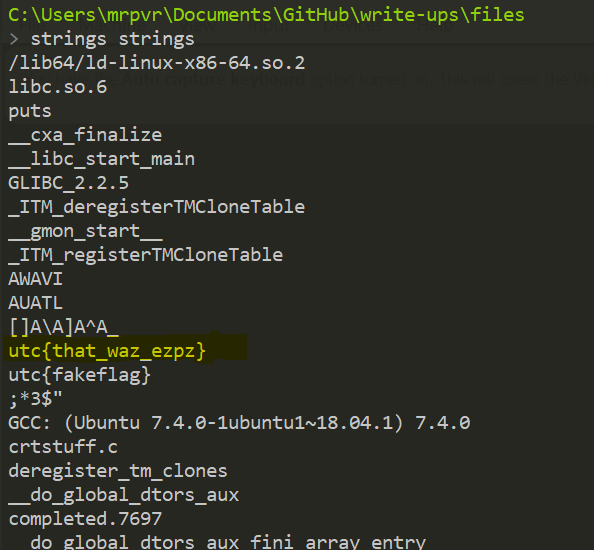 C:\Users\mrpvr\Documents\GitHub\write-ups\files
> strings strings
/lib64/ld-linux-x86-64.so.2
libc.so.6
puts
__cxa_finalize
__libc_start_main
GLIBC_2.2.5
_ITM_deregisterTMCloneTable
__gmon_start__
_ITM_registerTMCloneTable
AWAVI
AUATL
[]A\A]A^A_
utc{that_waz_ezpz}
utc{fakeflag}
;*3$"
GCC: (Ubuntu 7.4.0-1ubuntu1~18.04.1) 7.4.0
crtstuff.c
deregister_tm_clones
__do_global_dtors_aux
completed.7697
__do_global_dtors_aux_fini_array_entry